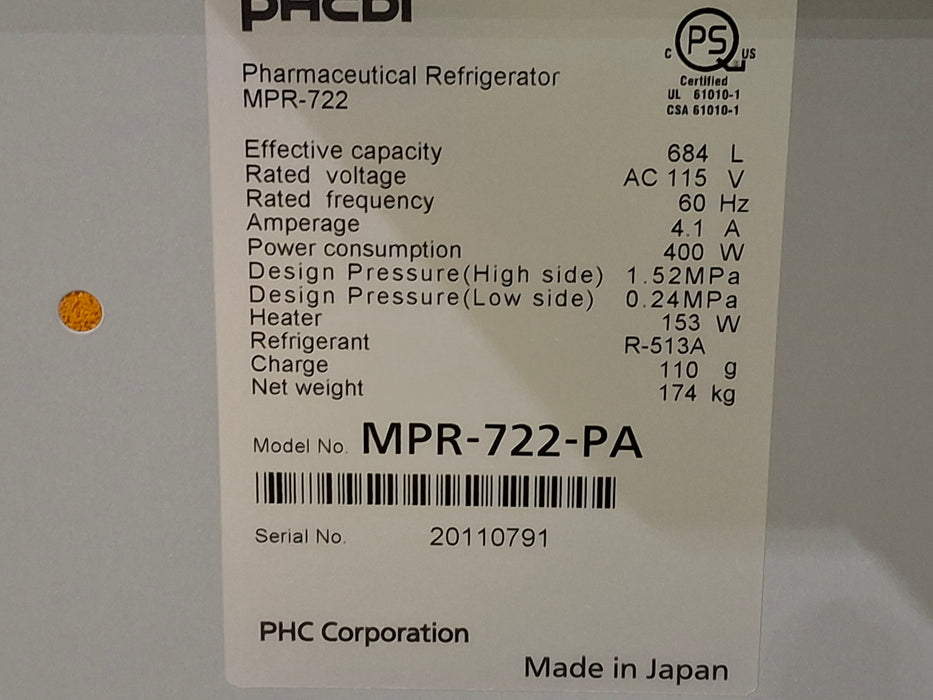 PHCbi
C PS US
Certified
UL 61010-1
CSA 61010-1
Pharmaceutical Refrigerator
MPR-722
Effective capacity 684 L
Rated voltage AC 115 V
Rated frequency 60 Hz
Amperage 4.1 A
Power consumption 400 W
Design Pressure(High side) 1.52MPa
Design Pressure(Low side) 0.24MPa
Heater 153 W
Refrigerant R-513A
Charge 110 g
Net weight 174 kg
Model No. MPR-722-PA
Serial No. 20110791
PHC Corporation
Made in Japan